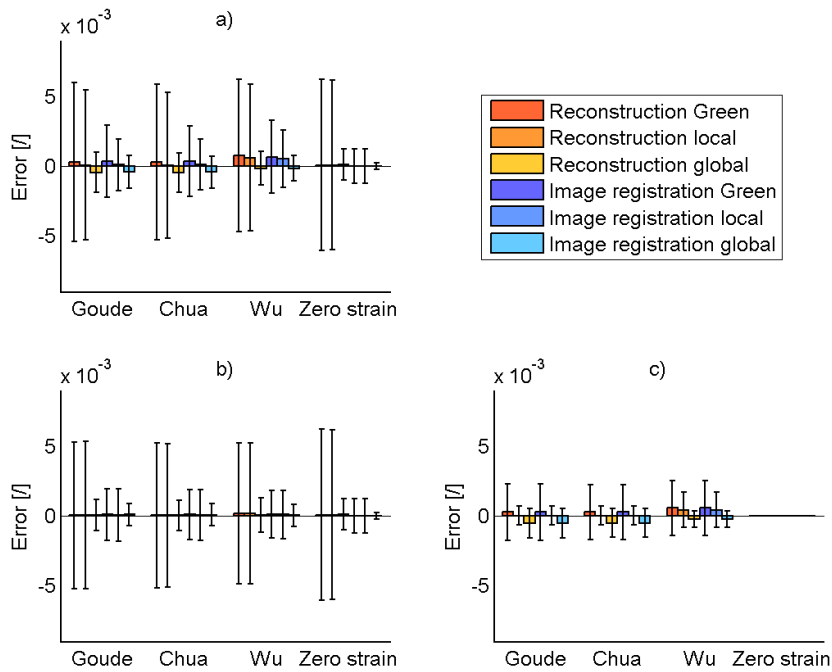 a)
x 10^-3
5
0
-5
Error [/]
Goude Chua Wu Zero strain
Reconstruction Green
Reconstruction local
Reconstruction global
Image registration Green
Image registration local
Image registration global
b)
x 10^-3
5
0
-5
Error [/]
Goude Chua Wu Zero strain
c)
x 10^-3
5
0
-5
Error [/]
Goude Chua Wu Zero strain